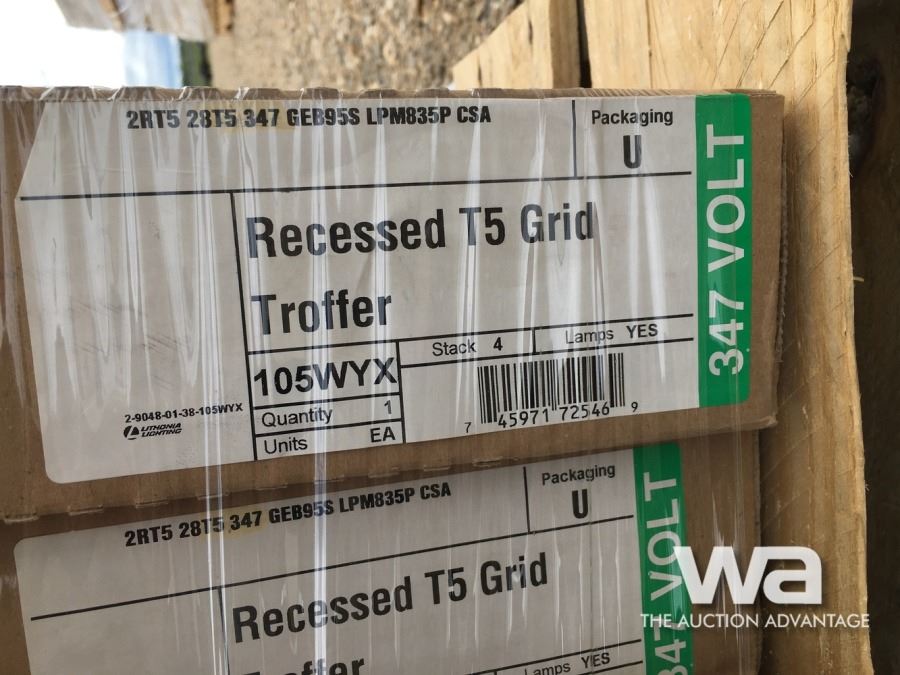 2RT5 28T5 347 GEB95S LPM835P CSA
Packaging
U
347 VOLT
Recessed T5 Grid
Troffer
105WYX
Stack 4
Lamps YES
Quantity 1
Units EA
2-9048-01-38-105WYX
LITHONIA
LIGHTING
7 45971 72546 9
2RT5 28T5 347 GEB95S LPM835P CSA
Packaging
U
347 VOLT
Recessed T5 Grid
Troffer
Lamps YES
wa
THE AUCTION ADVANTAGE